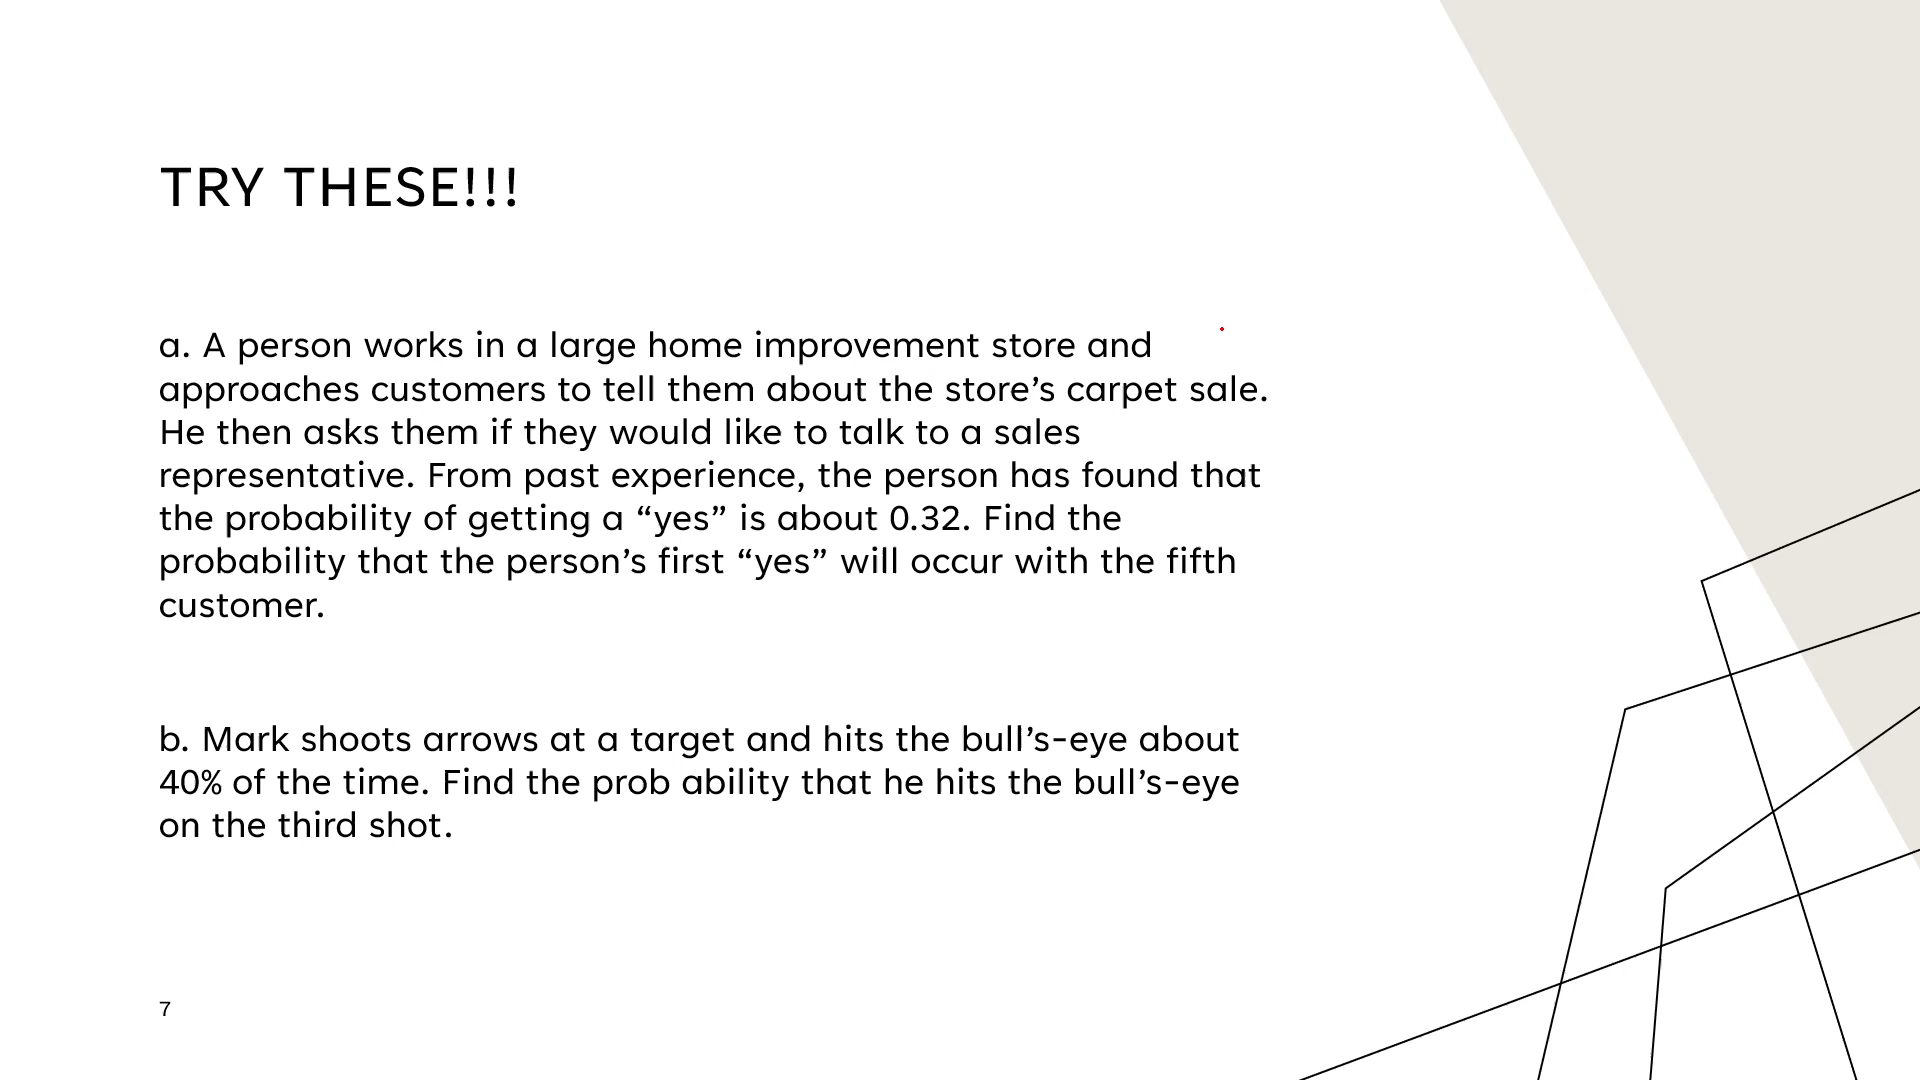 TRY THESE!!!
a. A person works in a large home improvement store and
approaches customers to tell them about the store’s carpet sale.
He then asks them if they would like to talk to a sales
representative. From past experience, the person has found that
the probability of getting a “yes” is about 0.32. Find the
probability that the person’s first “yes” will occur with the fifth
customer.
b. Mark shoots arrows at a target and hits the bull’s-eye about
40% of the time. Find the prob ability that he hits the bull’s-eye
on the third shot.
7